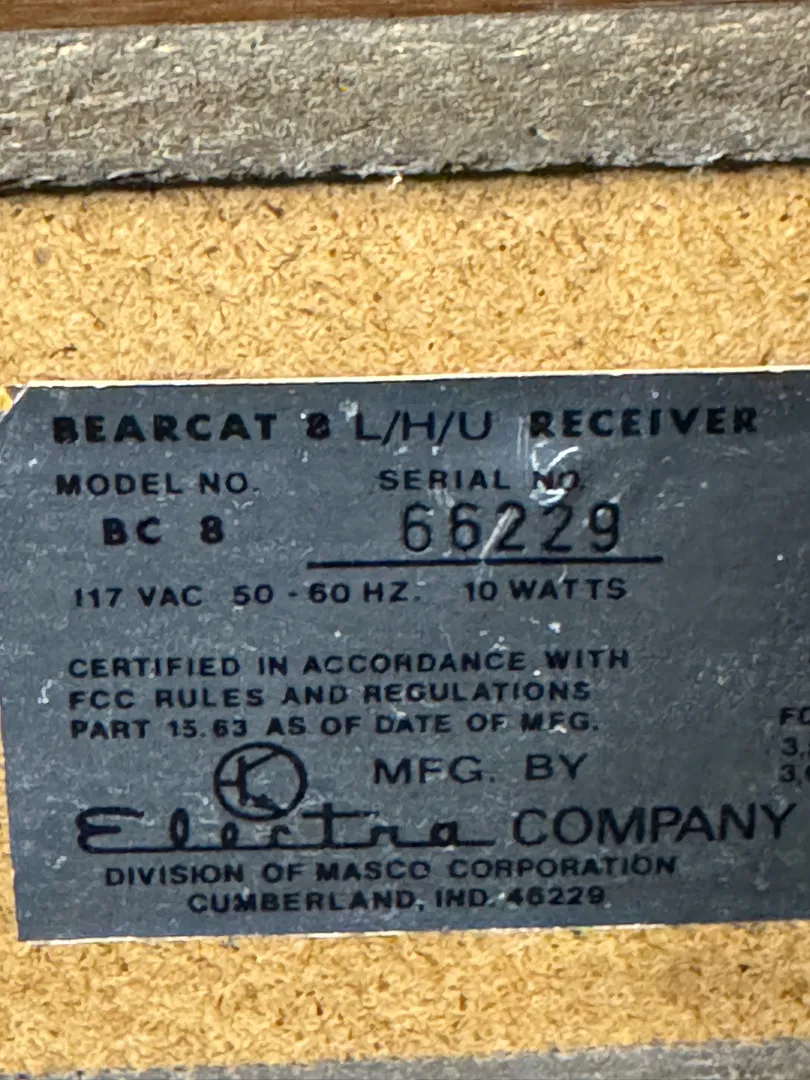 BEARCAT 8 L/H/U RECEIVER
MODEL NO. SERIAL NO.
BC 8 66229
117 VAC 50 - 60 HZ. 10 WATTS
CERTIFIED IN ACCORDANCE WITH
FCC RULES AND REGULATIONS
PART 15.63 AS OF DATE OF MFG.
MFG. BY
Electra COMPANY
DIVISION OF MASCO CORPORATION
CUMBERLAND, IND. 46229